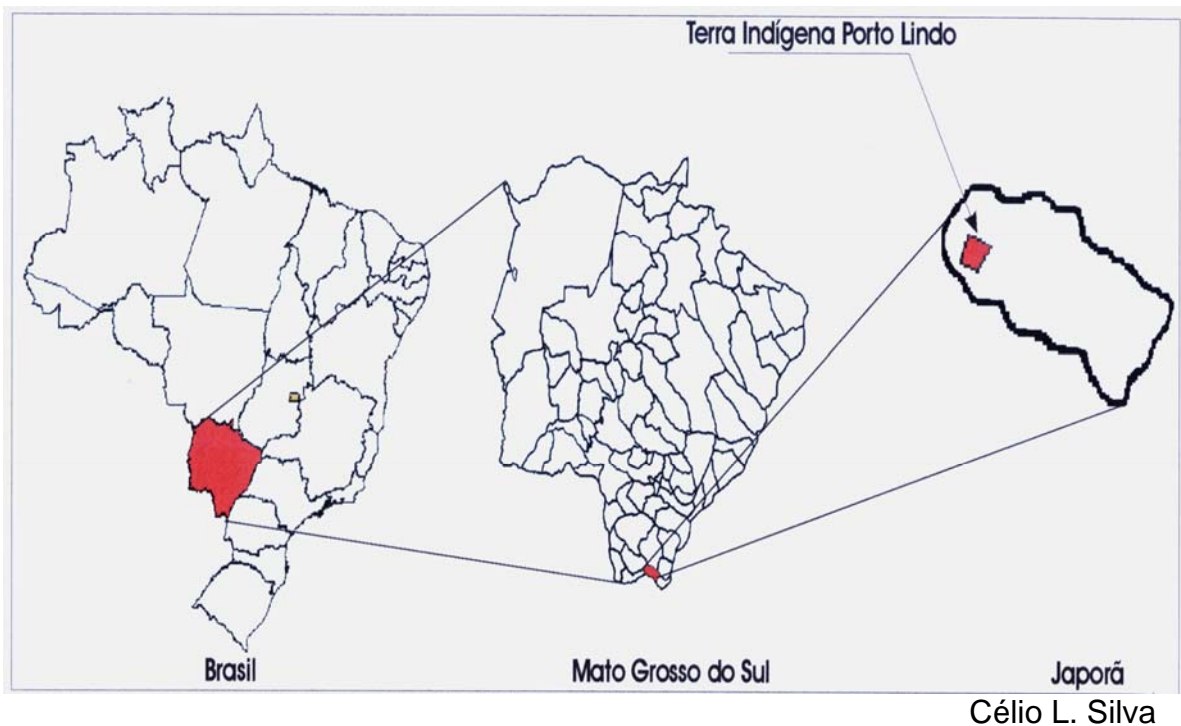 Terra Indígena Porto Lindo
Brasil
Mato Grosso do Sul
Japorã
Célio L. Silva